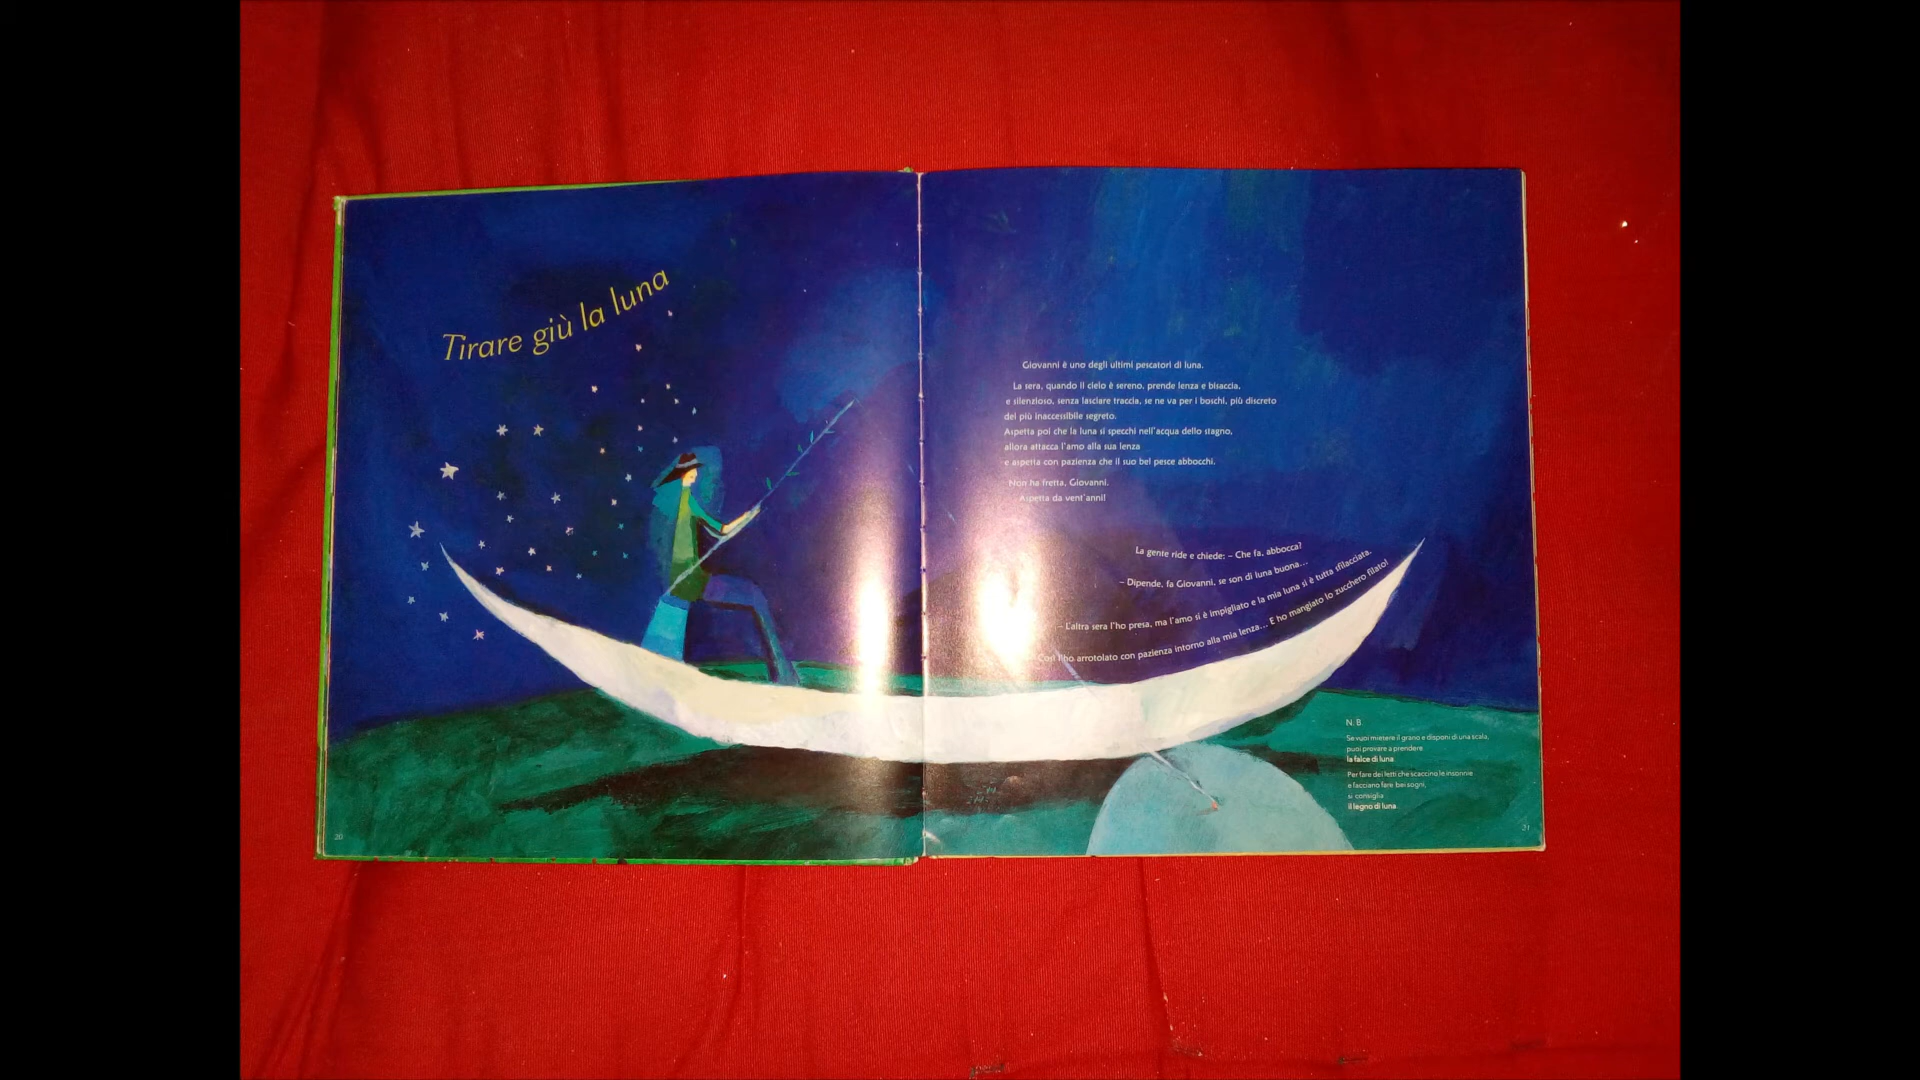 Tirare giù la luna
Giovanni è uno degli ultimi pescatori di luna.
La sera, quando il cielo è sereno, prende lenza e bisaccia,
e silenzioso, senza lasciare traccia, se ne va per i boschi, più discreto
del più inaccessibile segreto.
Aspetta poi che la luna si specchi nell'acqua dello stagno,
allora attacca l'amo alla sua lenza
e aspetta con pazienza che il suo bel pesce abbocchi.
Non ha fretta, Giovanni.
Aspetta da vent'anni!
La gente ride e chiede: – Che fa, abbocca?
– Dipende, fa Giovanni, se son di luna buona...
– L'altra sera l'ho presa, ma l'amo si è impigliato e la mia luna si è tutta sfilacciata.
Così l'ho arrotolato con pazienza intorno alla mia lenza... E ho mangiato lo zucchero filato!
N. B.
Se vuoi mietere il grano e disponi di una scala,
puoi provare a prendere
la falce di luna
Per fare dei letti che scaccino le insonnie
e facciano fare bei sogni,
si consiglia
il legno di luna
20
21